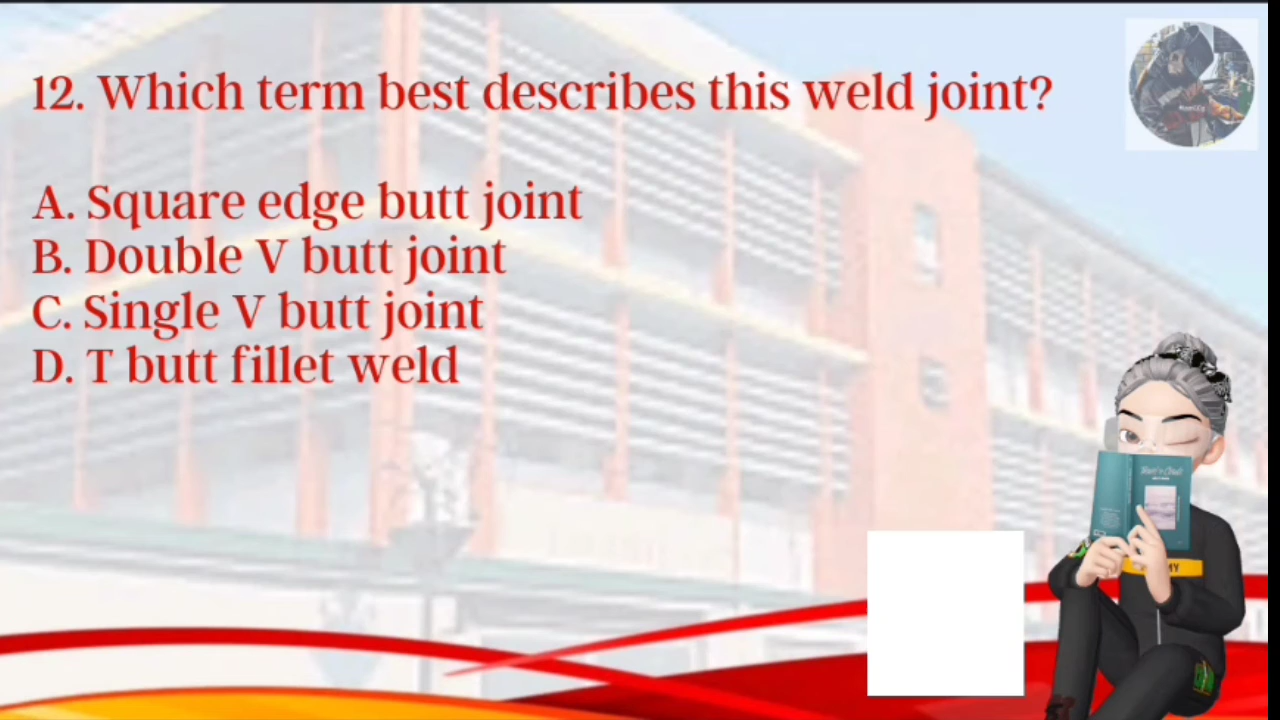 12. Which term best describes this weld joint?
A. Square edge butt joint
B. Double V butt joint
C. Single V butt joint
D. T butt fillet weld